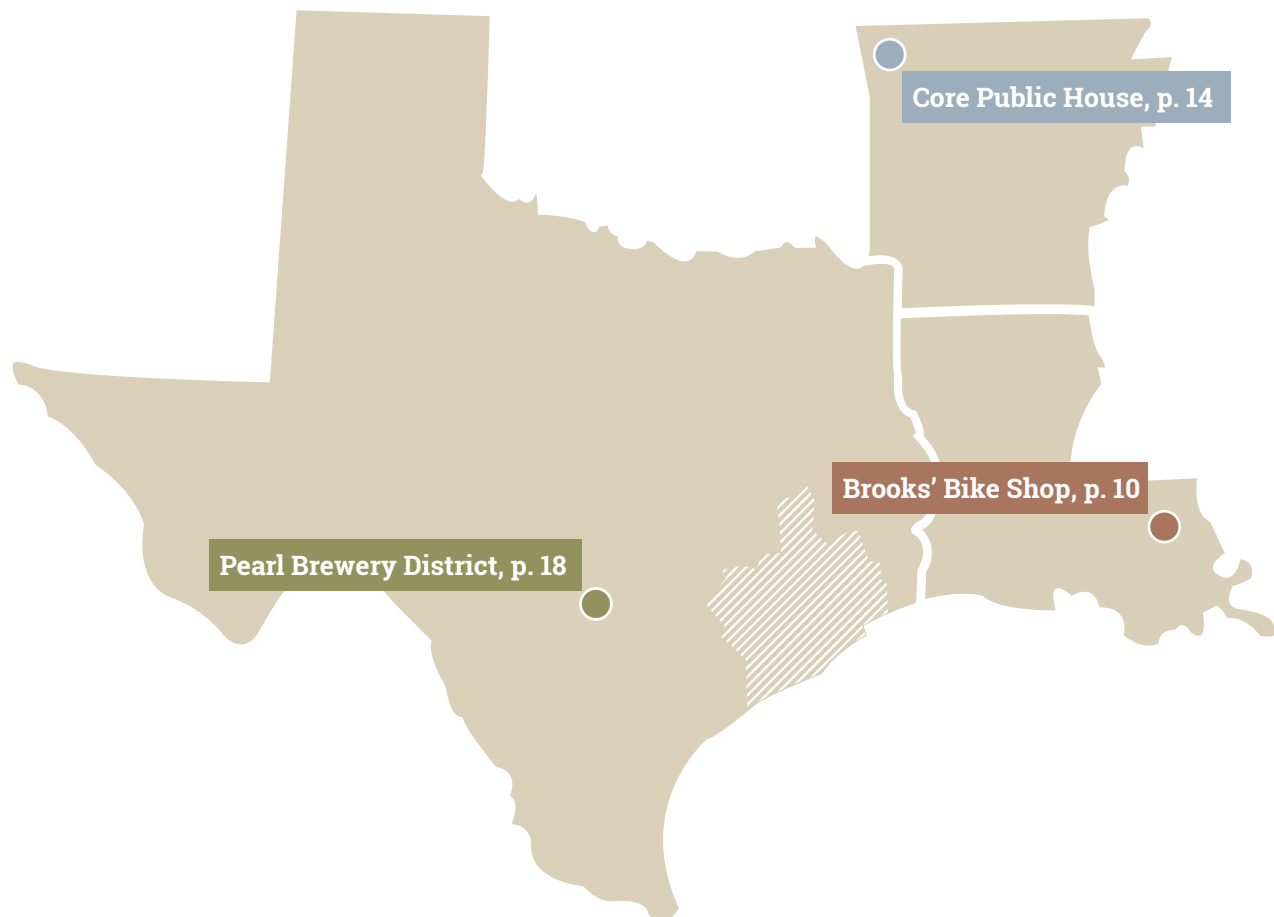 Core Public House, p. 14
Brooks’ Bike Shop, p. 10
Pearl Brewery District, p. 18